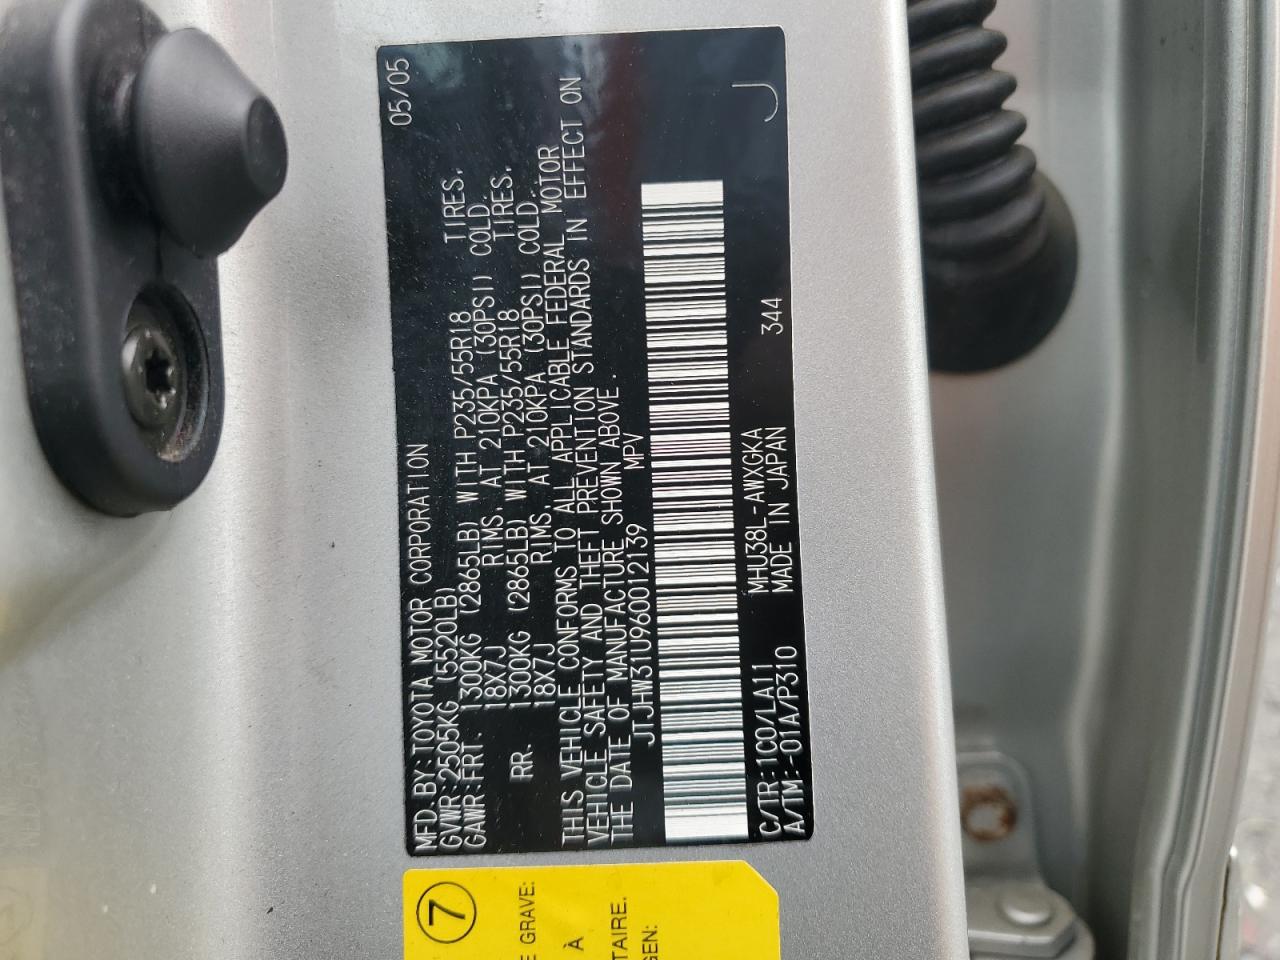 MFD. BY: TOYOTA MOTOR CORPORATION 05/05
GVWR: 2505KG (5520LB)
GAWR: FRT. 1300KG (2865LB) WITH P235/55R18 TIRES,
18X7J RIMS, AT 210KPA (30PSI) COLD.
RR. 1300KG (2865LB) WITH P235/55R18 TIRES,
18X7J RIMS, AT 210KPA (30PSI) COLD.
THIS VEHICLE CONFORMS TO ALL APPLICABLE FEDERAL MOTOR
VEHICLE SAFETY AND THEFT PREVENTION STANDARDS IN EFFECT ON
THE DATE OF MANUFACTURE SHOWN ABOVE.
JTJHW31U960012139 MPV
C/TR: 1C0/LA11 MHU38L-AWXGKA 344
A/TM: -01A/P310 MADE IN JAPAN
J
7
E GRAVE:
À
TAIRE.
GEN: